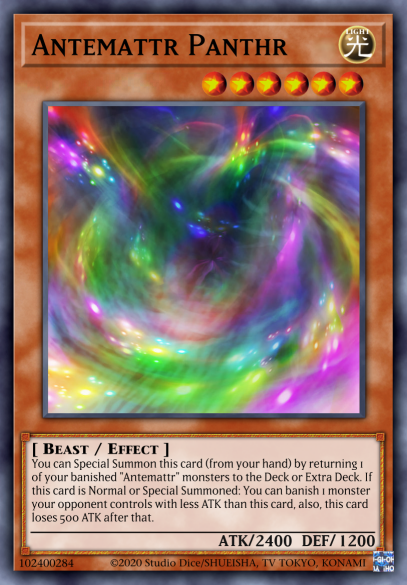 Antemattr Panthr
LIGHT
光
[ Beast / Effect ]
You can Special Summon this card (from your hand) by returning 1
of your banished "Antemattr" monsters to the Deck or Extra Deck. If
this card is Normal or Special Summoned: You can banish 1 monster
your opponent controls with less ATK than this card, also, this card
loses 500 ATK after that.
ATK/2400 DEF/1200
102400284 ©2020 Studio Dice/SHUEISHA, TV TOKYO, KONAMI